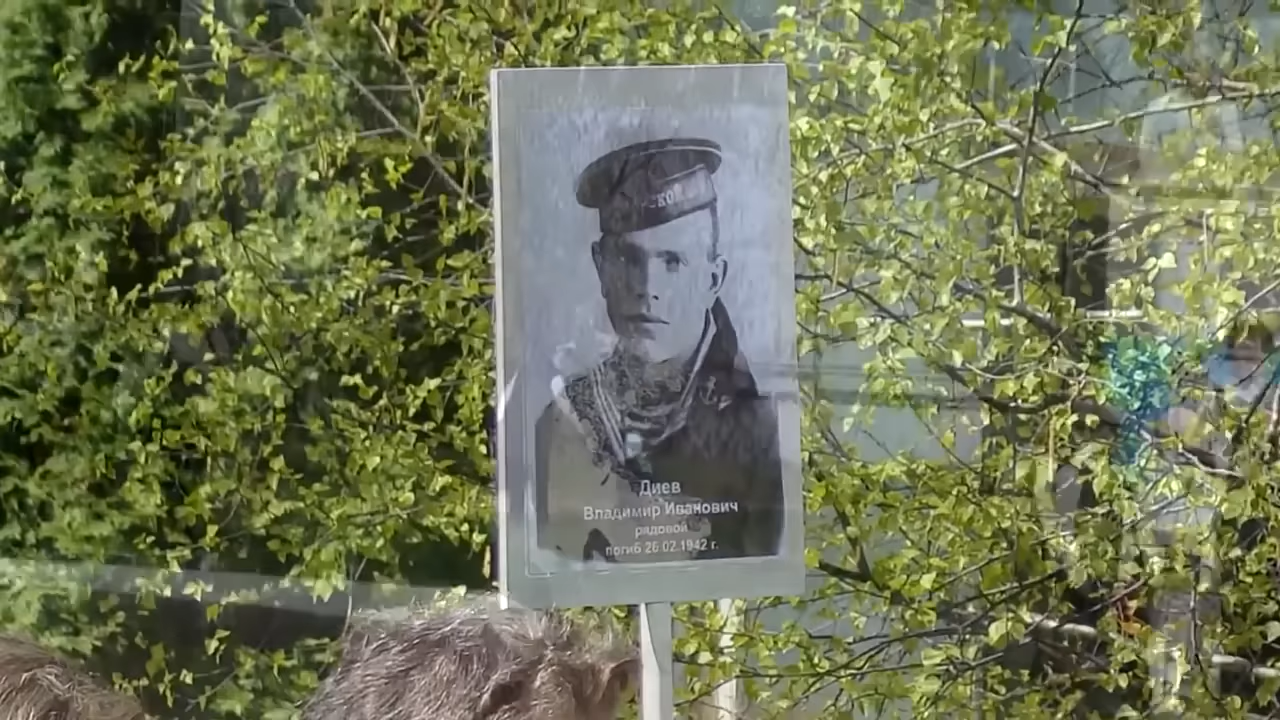 Диев
Владимир Иванович
рядовой
погиб 26.02.1942 г.